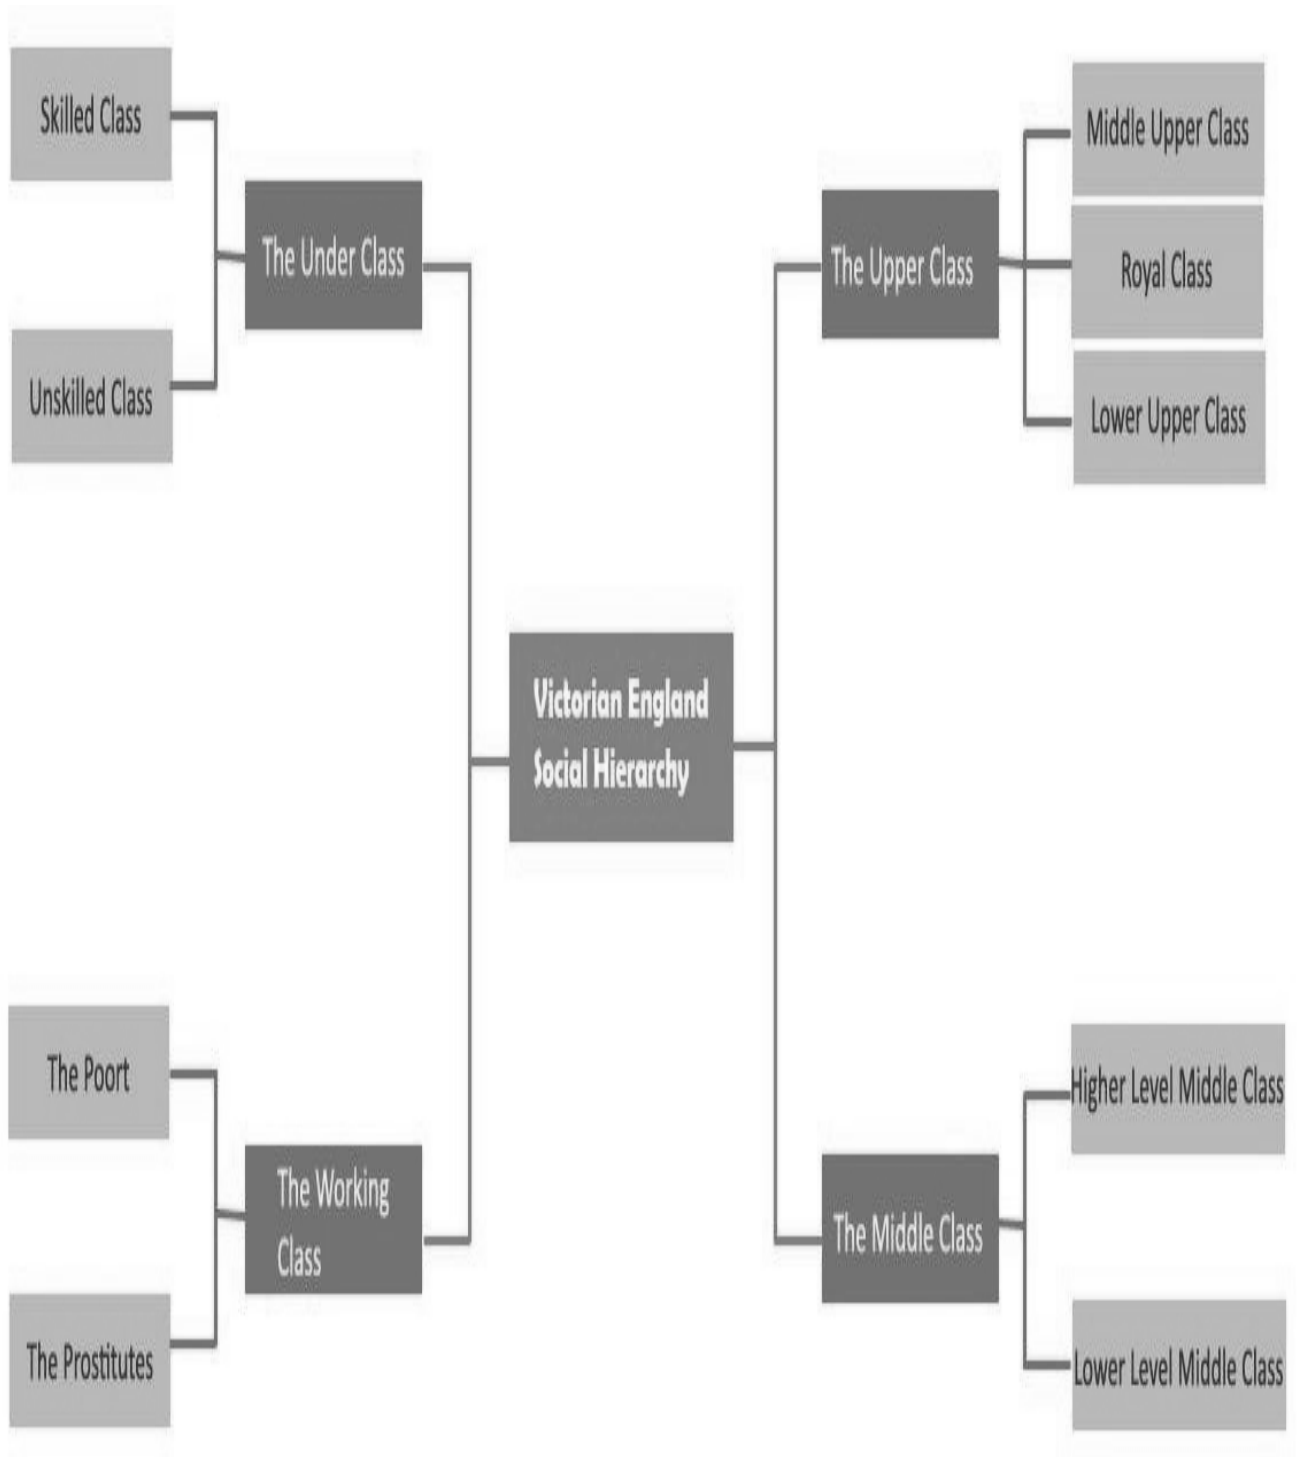 Skilled Class
The Under Class
Unskilled Class
Middle Upper Class
The Upper Class
Royal Class
Lower Upper Class
Victorian England
Social Hierarchy
The Poort
The Working
Class
The Prostitutes
Higher Level Middle Class
The Middle Class
Lower Level Middle Class